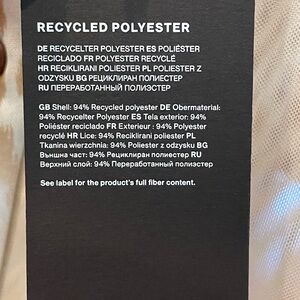 RECYCLED POLYESTER
DE RECYCELTER POLYESTER ES POLIÉSTER
RECICLADO FR POLYESTER RECYCLÉ
HR RECIKLIRANI POLIESTER PL POLIESTER Z
ODZYSKU BG РЕЦИКЛИРАН ПОЛИЕСТЕР
RU ПЕРЕРАБОТАННЫЙ ПОЛИЭСТЕР
GB Shell: 94% Recycled polyester DE Obermaterial:
94% Recycelter Polyester ES Tela exterior: 94%
Poliéster reciclado FR Exterieur : 94% Polyester
recyclé HR Lice: 94% Reciklirani poliester PL
Tkanina wierzchnia: 94% Poliester z odzysku BG
Външна част: 94% Рециклиран полиестер RU
Верхний слой: 94% Переработанный полиэстер
See label for the product's full fiber content.